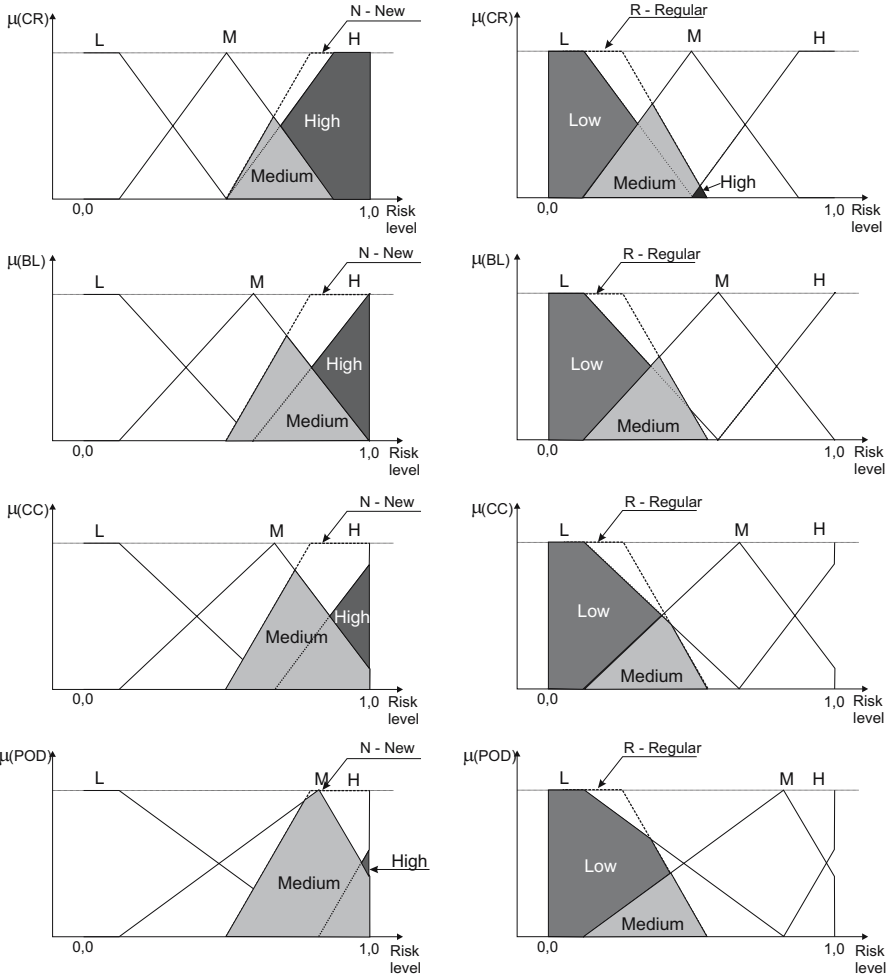 μ(CR)
N - New
L
M
H
High
Medium
0,0
1,0
Risk
level
μ(CR)
R - Regular
L
M
H
Low
Medium
High
0,0
1,0
Risk
level
μ(BL)
N - New
L
M
H
High
Medium
0,0
1,0
Risk
level
μ(BL)
R - Regular
L
M
H
Low
Medium
0,0
1,0
Risk
level
μ(CC)
N - New
L
M
H
High
Medium
0,0
1,0
Risk
level
μ(CC)
R - Regular
L
M
H
Low
Medium
0,0
1,0
Risk
level
μ(POD)
N - New
L
M
H
High
Medium
0,0
1,0
Risk
level
μ(POD)
R - Regular
L
M
H
Low
Medium
0,0
1,0
Risk
level